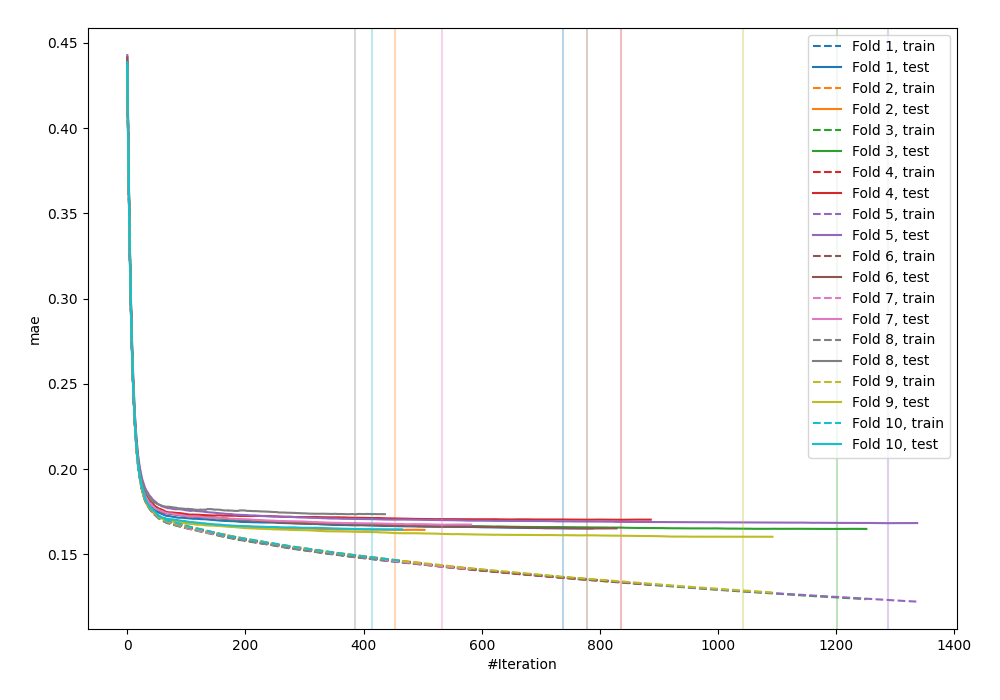 0.45
0.40
0.35
0.30
0.25
0.20
0.15
mae
0
200
400
600
800
1000
1200
1400
#Iteration
Fold 1, train
Fold 1, test
Fold 2, train
Fold 2, test
Fold 3, train
Fold 3, test
Fold 4, train
Fold 4, test
Fold 5, train
Fold 5, test
Fold 6, train
Fold 6, test
Fold 7, train
Fold 7, test
Fold 8, train
Fold 8, test
Fold 9, train
Fold 9, test
Fold 10, train
Fold 10, test